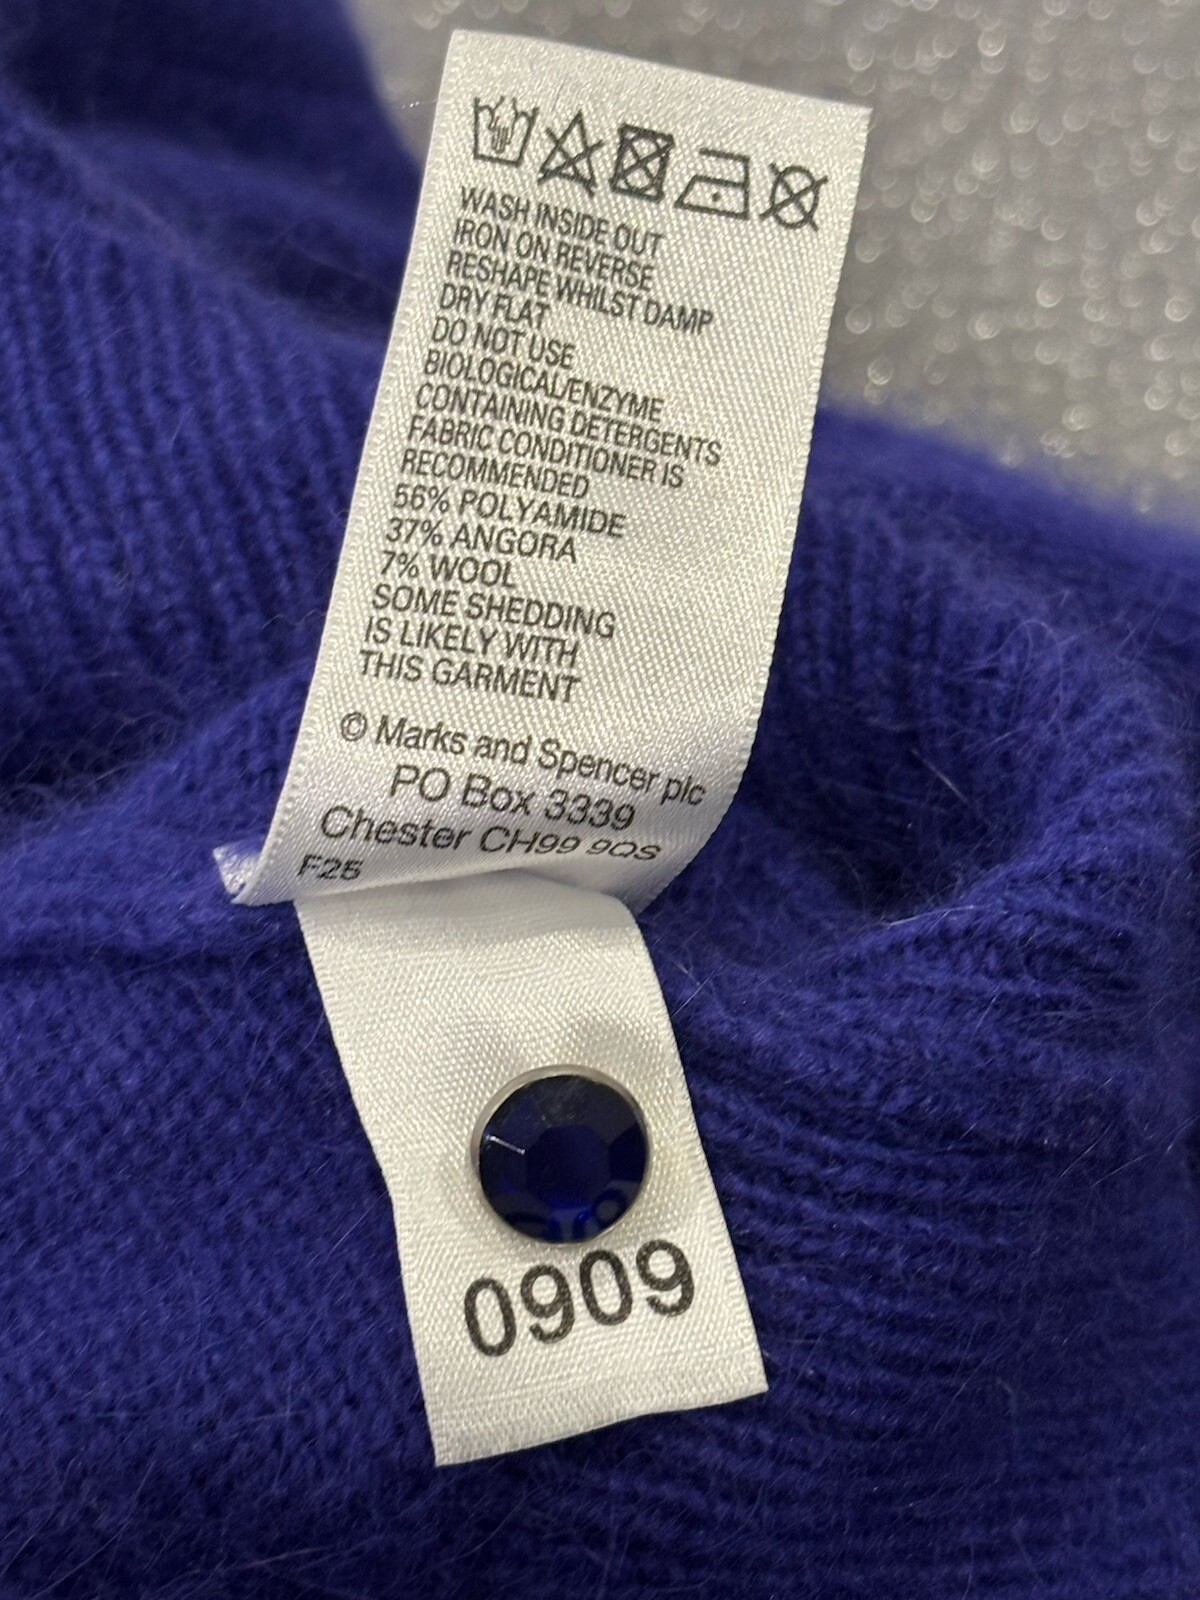 WASH INSIDE OUT
IRON ON REVERSE
RESHAPE WHILST DAMP
DRY FLAT
DO NOT USE
BIOLOGICAL/ENZYME
CONTAINING DETERGENTS
FABRIC CONDITIONER IS
RECOMMENDED
56% POLYAMIDE
37% ANGORA
7% WOOL
SOME SHEDDING
IS LIKELY WITH
THIS GARMENT
© Marks and Spencer plc
PO Box 3339
Chester CH99 9QS
F25
0909